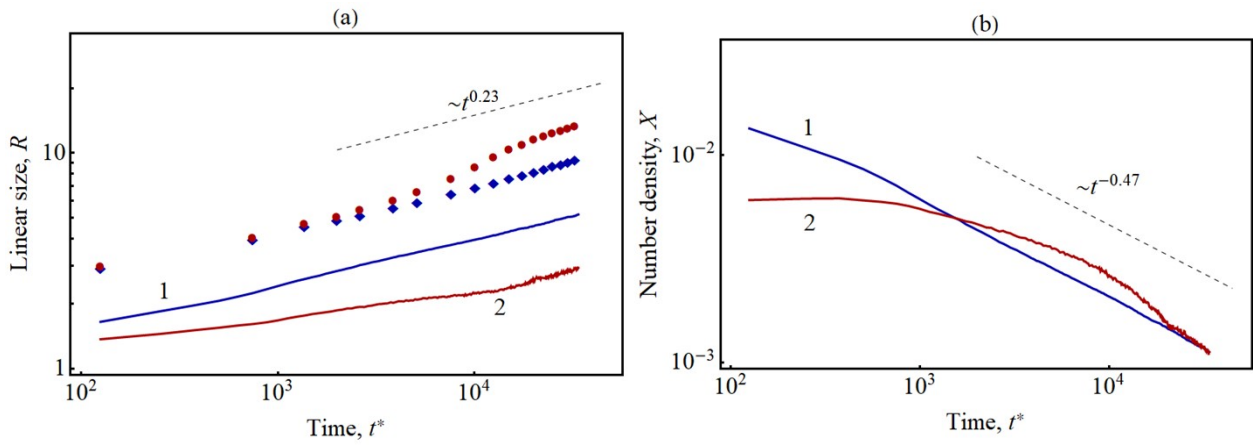 (a)
Linear size, R
10
1
~t^0.23
1
2
10^2
10^3
10^4
Time, t*
(b)
Number density, X
10^-2
10^-3
1
2
~t^-0.47
10^2
10^3
10^4
Time, t*